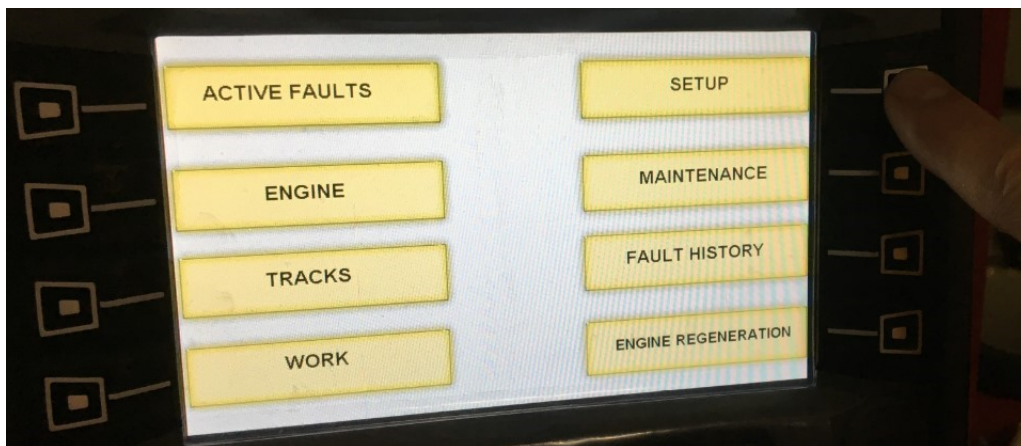 ACTIVE FAULTS
ENGINE
TRACKS
WORK
SETUP
MAINTENANCE
FAULT HISTORY
ENGINE REGENERATION